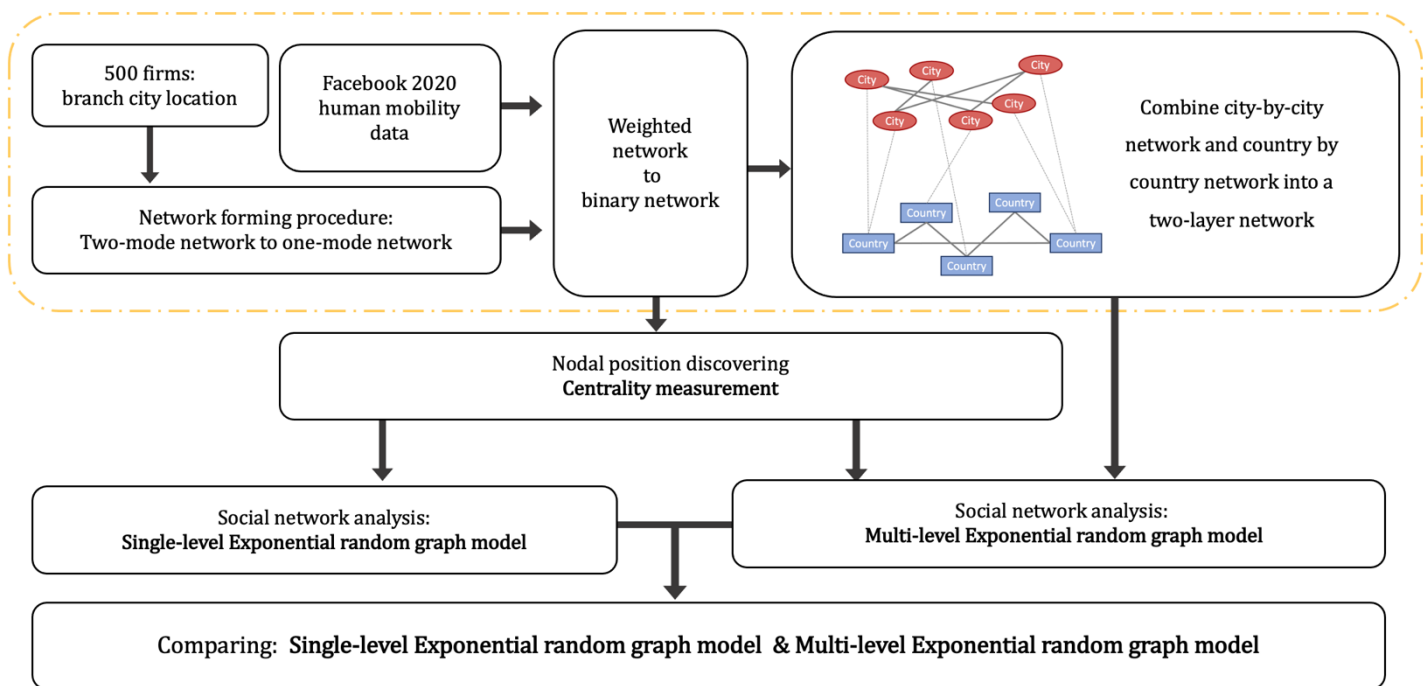 500 firms:
branch city location
Facebook 2020
human mobility
data
Network forming procedure:
Two-mode network to one-mode network
Weighted
network
to
binary network
City
City
City
City
City
City
Country
Country
Country
Country
Country
Combine city-by-city
network and country by
country network into a
two-layer network
Nodal position discovering
Centrality measurement
Social network analysis:
Single-level Exponential random graph model
Social network analysis:
Multi-level Exponential random graph model
Comparing: Single-level Exponential random graph model & Multi-level Exponential random graph model